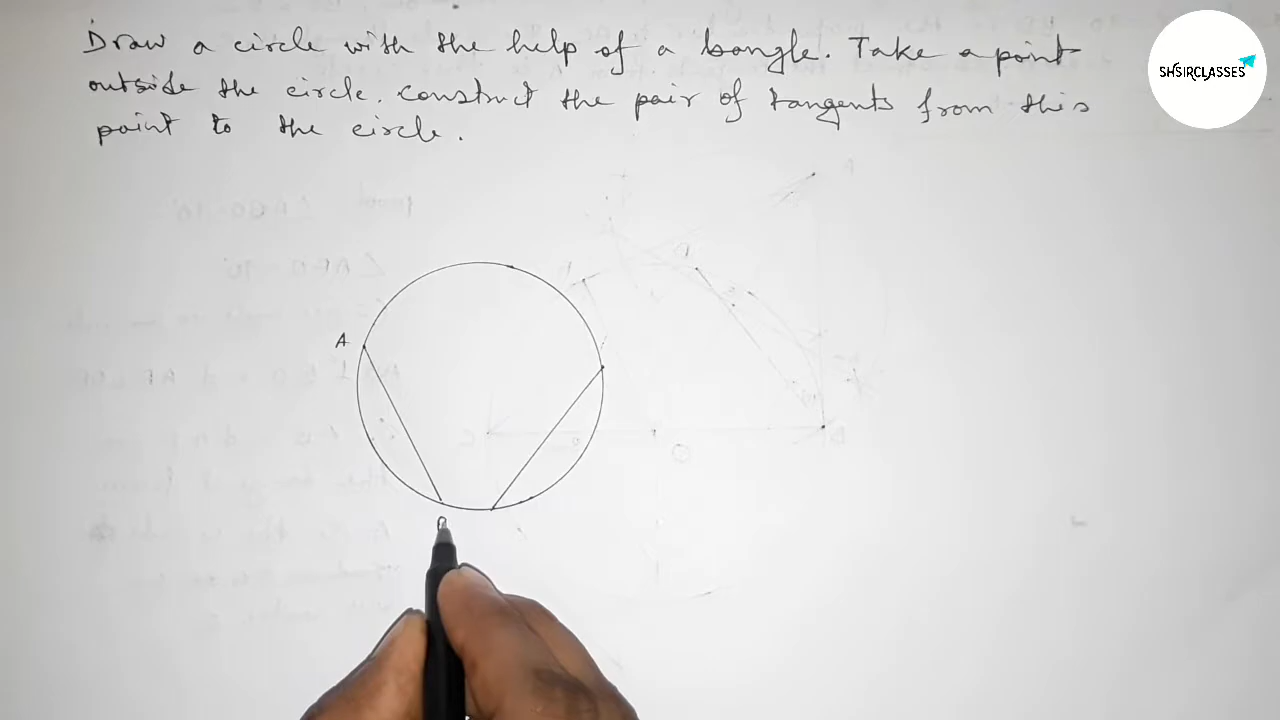 Draw a circle with the help of a bangle. Take a point
outside the circle. construct the pair of tangents from this
point to the circle.
SHSIRCLASSES
A